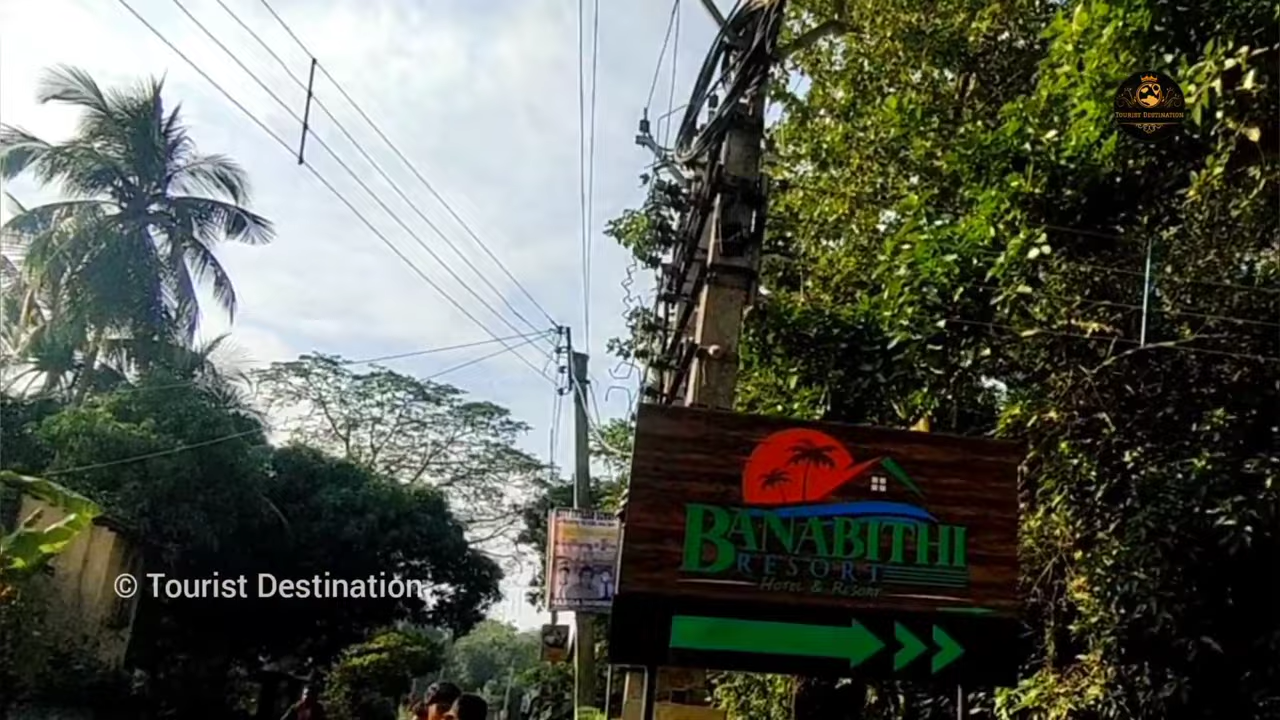 TOURIST DESTINATION
BANABITHI
RESORT
Hotel & Resort
© Tourist Destination